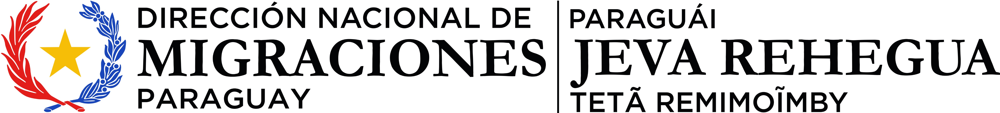 DIRECCIÓN NACIONAL DE
MIGRACIONES
PARAGUAY
PARAGUÁI
JEVA REHEGUA
TETÃ REMIMOĨMBY